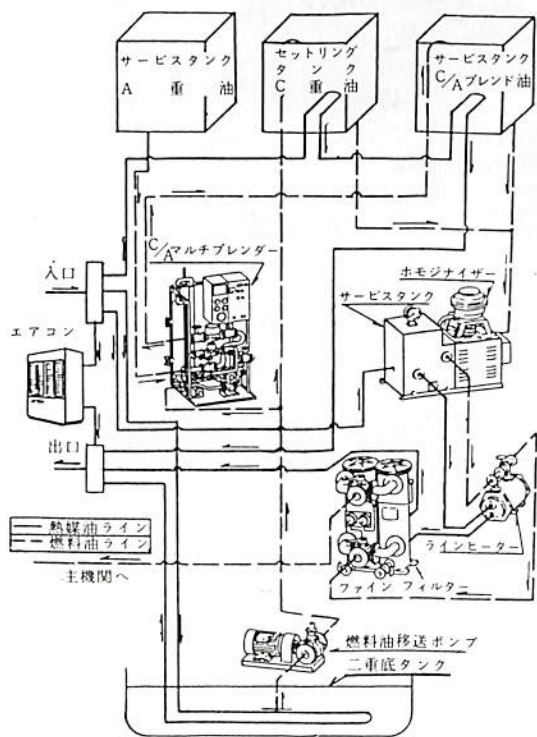 サービスタンク
A 重 油
セットリング
タ ン ク
C 重 油
サービスタンク
C/Aブレンド油
C/Aマルチブレンダー
ホモジナイザー
サービスタンク
入口
エアコン
出口
熱媒油ライン
燃料油ライン
主機関へ
ラインヒーター
ファインフィルター
燃料油移送ポンプ
二重底タンク